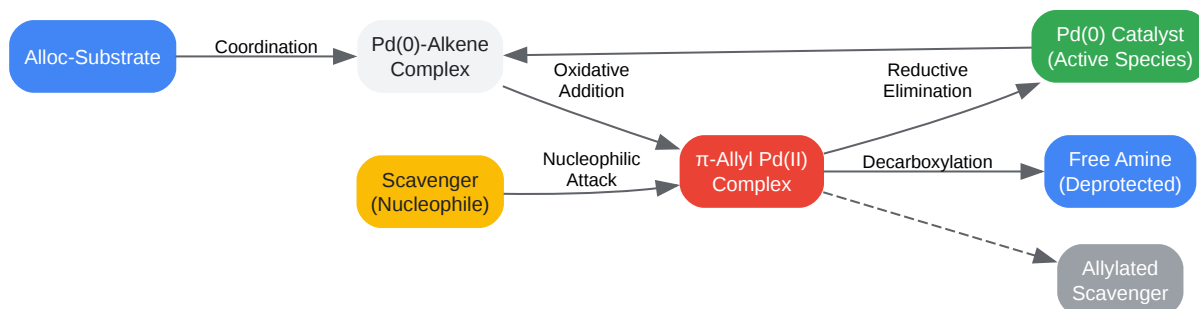 Alloc-Substrate
Coordination
Pd(0)-Alkene
Complex
Oxidative
Addition
Pd(0) Catalyst
(Active Species)
Reductive
Elimination
Scavenger
(Nucleophile)
Nucleophilic
Attack
π-Allyl Pd(II)
Complex
Decarboxylation
Free Amine
(Deprotected)
Allylated
Scavenger